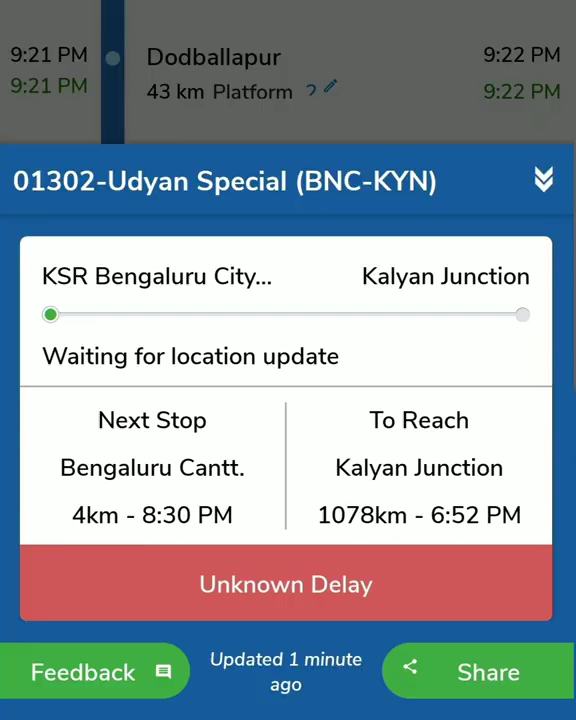 9:21 PM Dodballapur 9:22 PM
9:21 PM 43 km Platform ? 9:22 PM
01302-Udyan Special (BNC-KYN)
KSR Bengaluru City... Kalyan Junction
Waiting for location update
Next Stop To Reach
Bengaluru Cantt. Kalyan Junction
4km - 8:30 PM 1078km - 6:52 PM
Unknown Delay
Feedback Updated 1 minute Share
ago